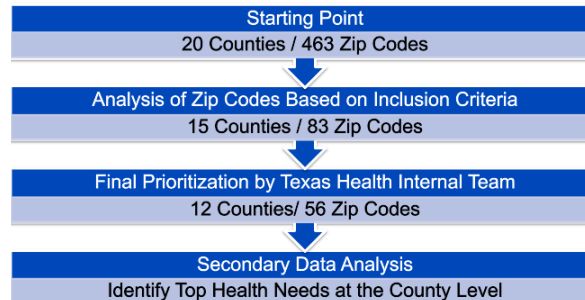 Starting Point
20 Counties / 463 Zip Codes
Analysis of Zip Codes Based on Inclusion Criteria
15 Counties / 83 Zip Codes
Final Prioritization by Texas Health Internal Team
12 Counties/ 56 Zip Codes
Secondary Data Analysis
Identify Top Health Needs at the County Level